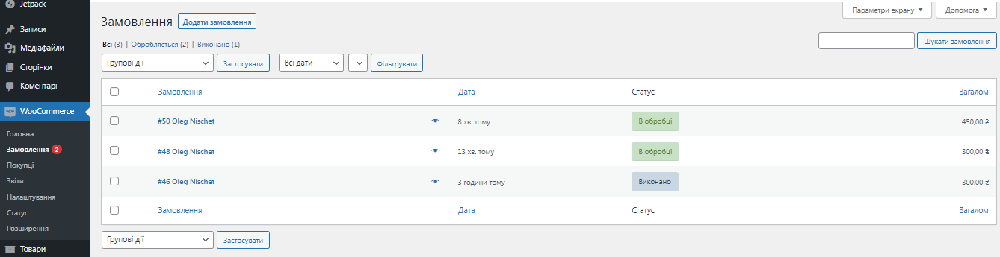 Jetpack
Записи
Медіафайли
Сторінки
Коментарі
WooCommerce
Головна
Замовлення 2
Покупці
Звіти
Налаштування
Статус
Розширення
Товари
Параметри екрану Допомога
Замовлення Додати замовлення
Всі (3) | Обробляється (2) | Виконано (1)
Шукати замовлення
Групові дії Застосувати Всі дати Фільтрувати
Замовлення Дата Статус Загалом
#50 Oleg Nischet 8 хв. тому В обробці 450,00 ₴
#48 Oleg Nischet 13 хв. тому В обробці 300,00 ₴
#46 Oleg Nischet 3 години тому Виконано 300,00 ₴
Замовлення Дата Статус Загалом
Групові дії Застосувати